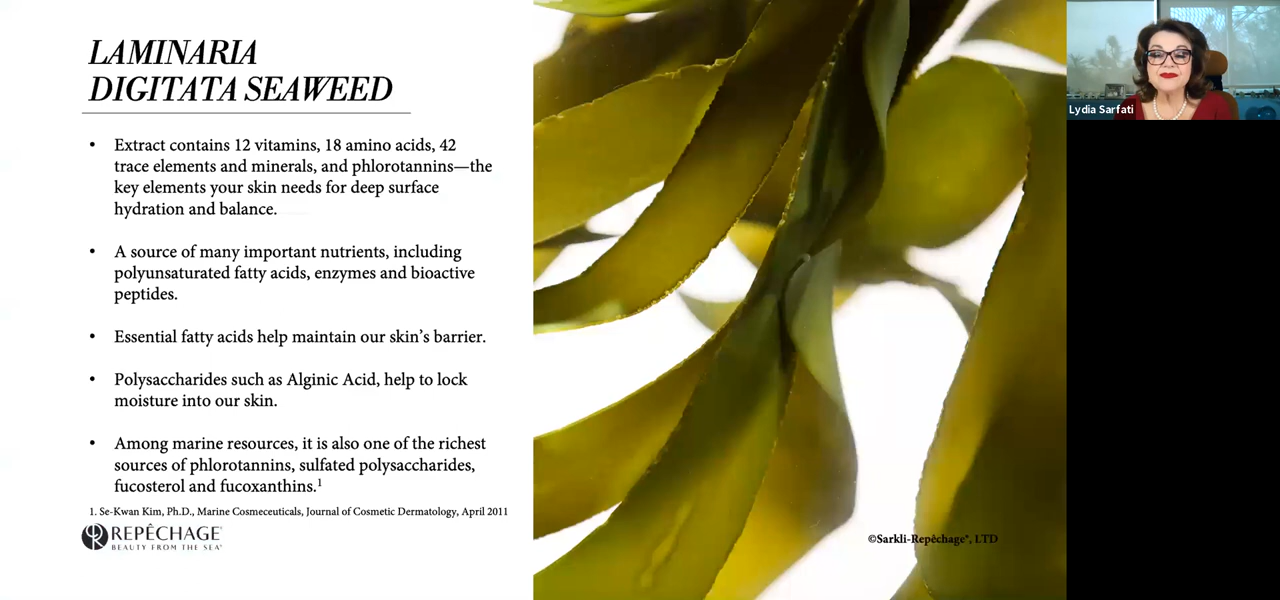 LAMINARIA
DIGITATA SEAWEED
• Extract contains 12 vitamins, 18 amino acids, 42
trace elements and minerals, and phlorotannins—the
key elements your skin needs for deep surface
hydration and balance.
• A source of many important nutrients, including
polyunsaturated fatty acids, enzymes and bioactive
peptides.
• Essential fatty acids help maintain our skin’s barrier.
• Polysaccharides such as Alginic Acid, help to lock
moisture into our skin.
• Among marine resources, it is also one of the richest
sources of phlorotannins, sulfated polysaccharides,
fucosterol and fucoxanthins.¹
1. Se-Kwan Kim, Ph.D., Marine Cosmeceuticals, Journal of Cosmetic Dermatology, April 2011
REPÊCHAGE®
BEAUTY FROM THE SEA®
©Sarkli-Repêchage®, LTD
Lydia Sarfati